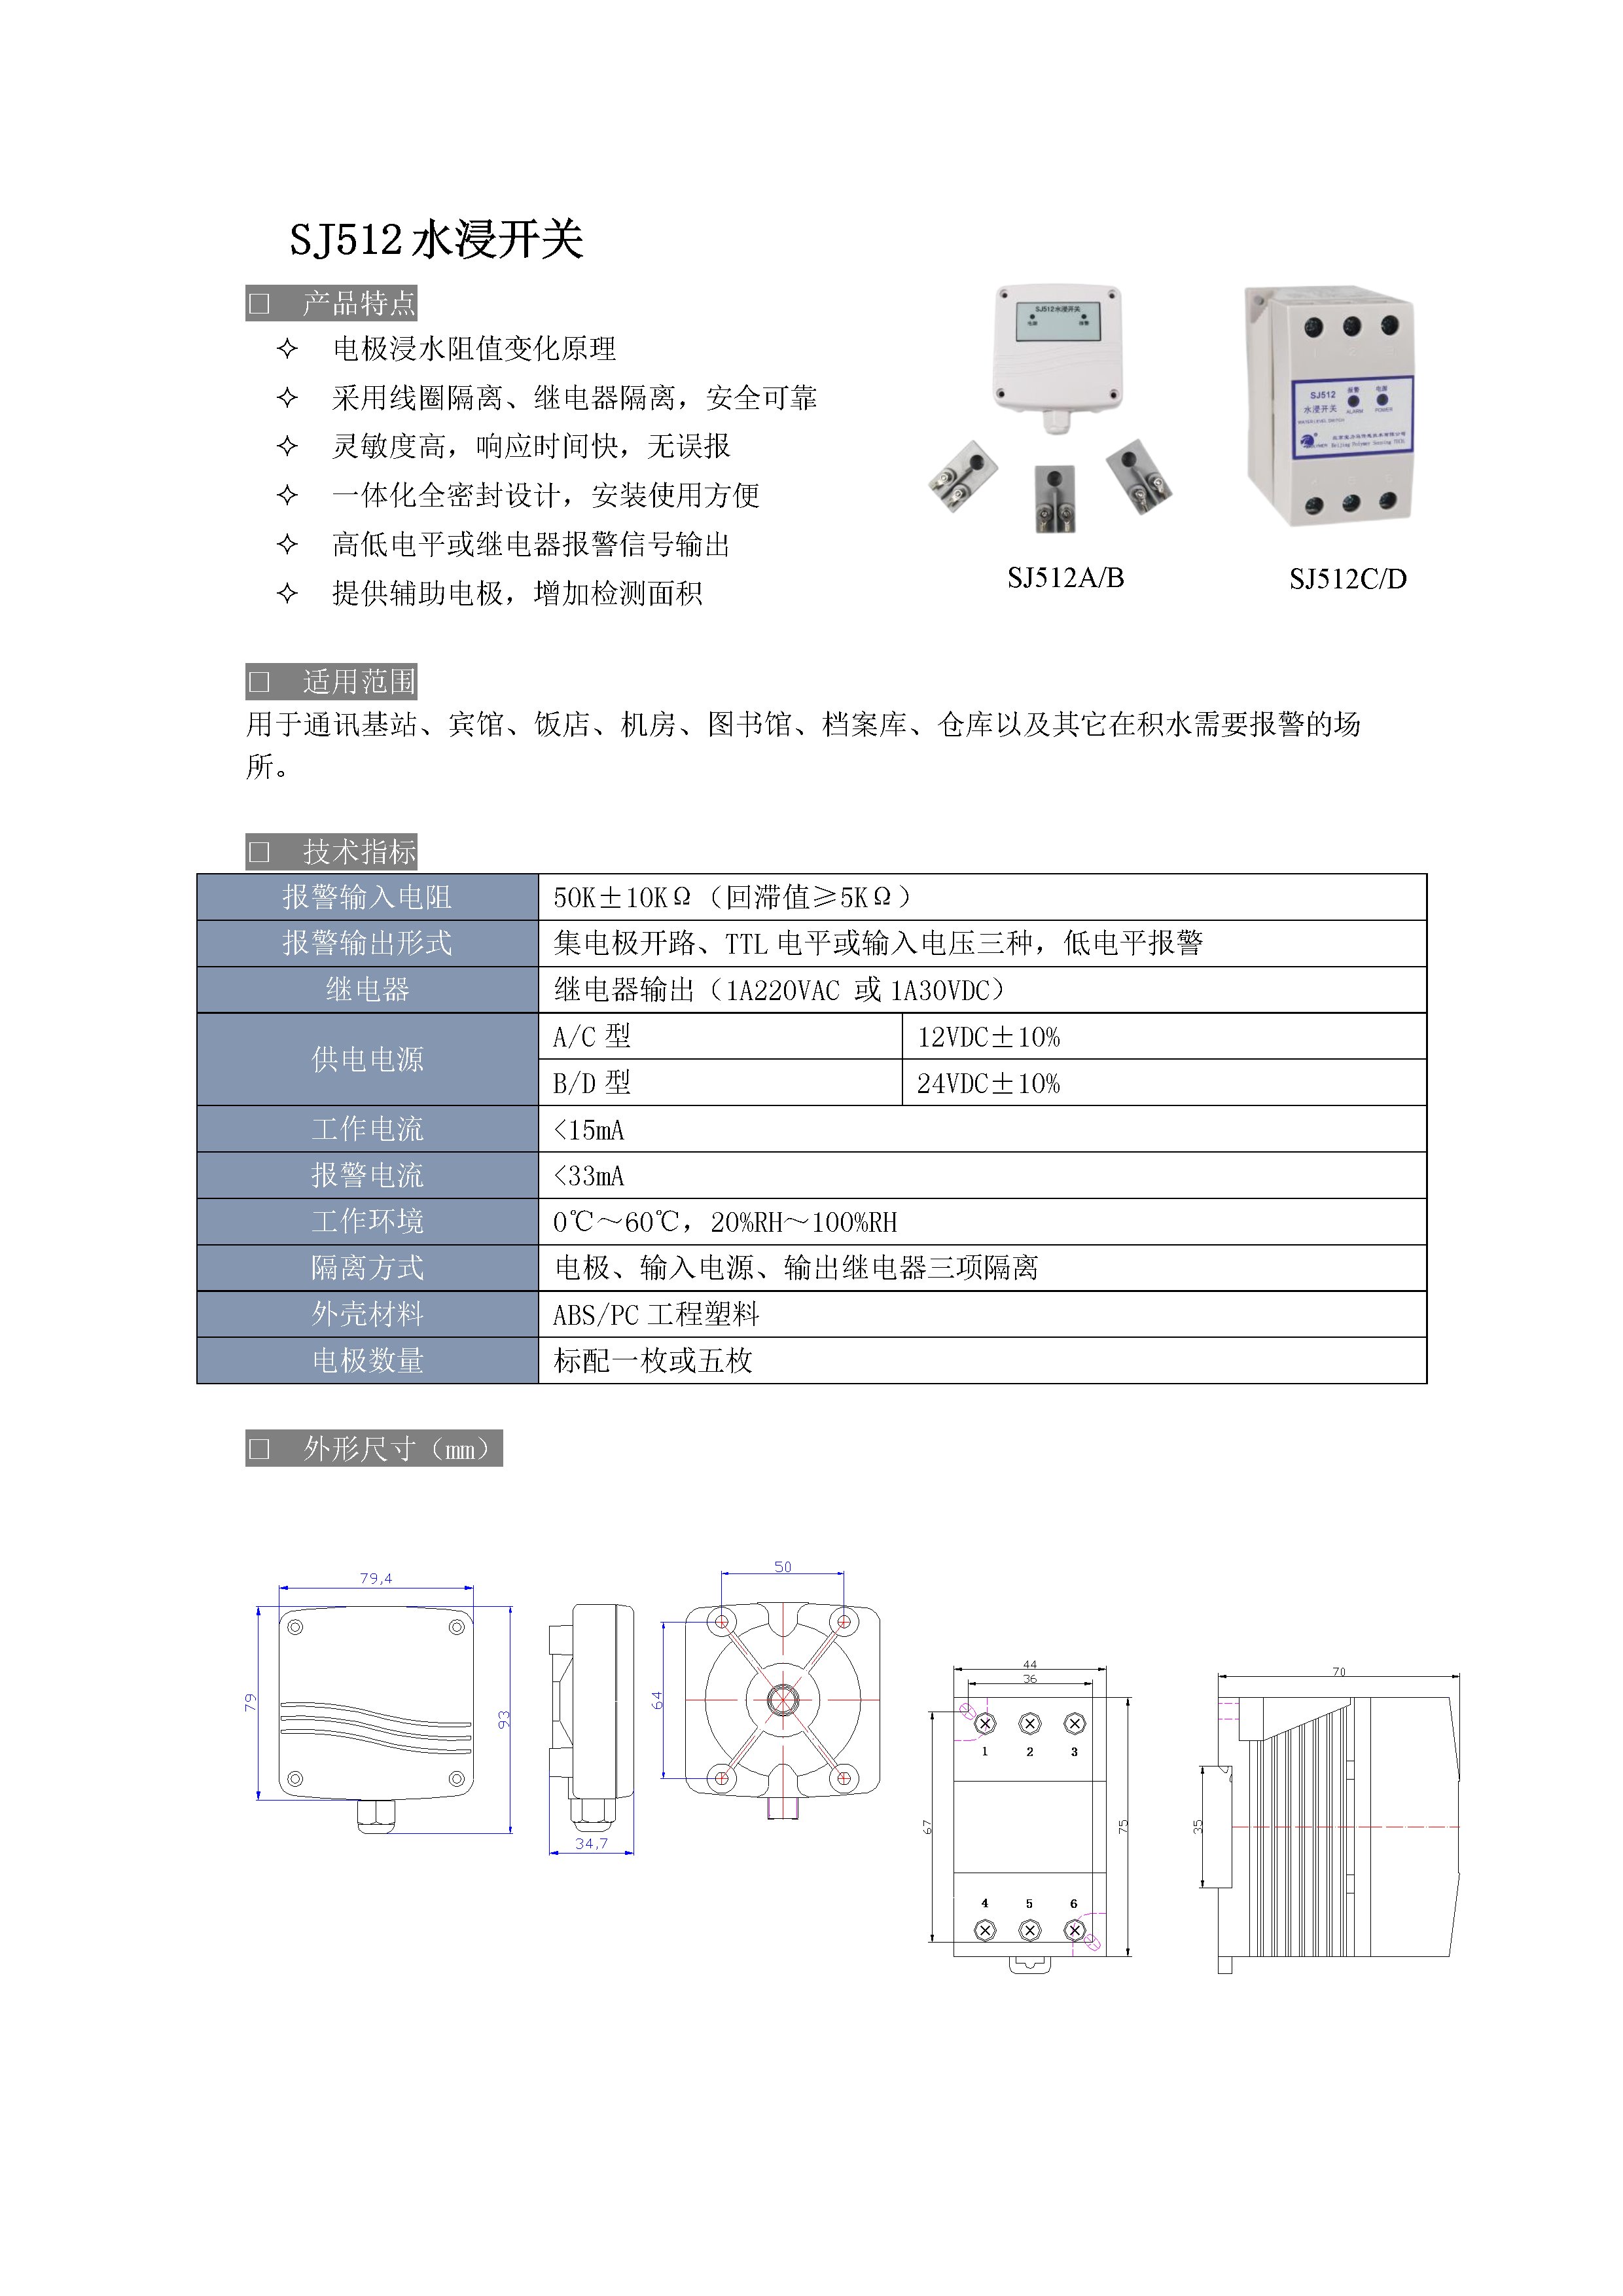 SJ512水浸开关
□ 产品特点
✧ 电极浸水阻值变化原理
✧ 采用线圈隔离、继电器隔离，安全可靠
✧ 灵敏度高，响应时间快，无误报
✧ 一体化全密封设计，安装使用方便
✧ 高低电平或继电器报警信号输出
✧ 提供辅助电极，增加检测面积
SJ512水浸开关
电源 报警
SJ512 报警 电源
水浸开关 ALARM POWER
SJ512A/B
SJ512C/D
□ 适用范围
用于通讯基站、宾馆、饭店、机房、图书馆、档案库、仓库以及其它在积水需要报警的场
所。
□ 技术指标
报警输入电阻 50K±10KΩ（回滞值≥5KΩ）
报警输出形式 集电极开路、TTL 电平或输入电压三种，低电平报警
继电器 继电器输出（1A220VAC 或 1A30VDC）
供电电源 A/C 型 12VDC±10%
B/D 型 24VDC±10%
工作电流 <15mA
报警电流 <33mA
工作环境 0℃～60℃，20%RH～100%RH
隔离方式 电极、输入电源、输出继电器三项隔离
外壳材料 ABS/PC 工程塑料
电极数量 标配一枚或五枚
□ 外形尺寸（mm）
79,4
79
93
34,7
50
64
44
36
1 2 3
67
75
4 5 6
70
35